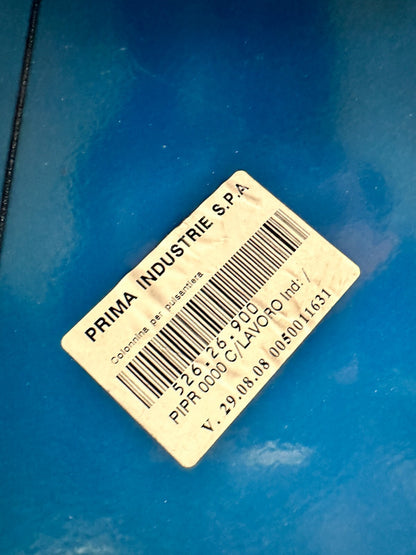 PRIMA INDUSTRIE S.P.A
Colonnina per pulsantiera
526.26.900
PIPR 0000 C/LAVORO Ind: /
V. 29.08.08 0050011631